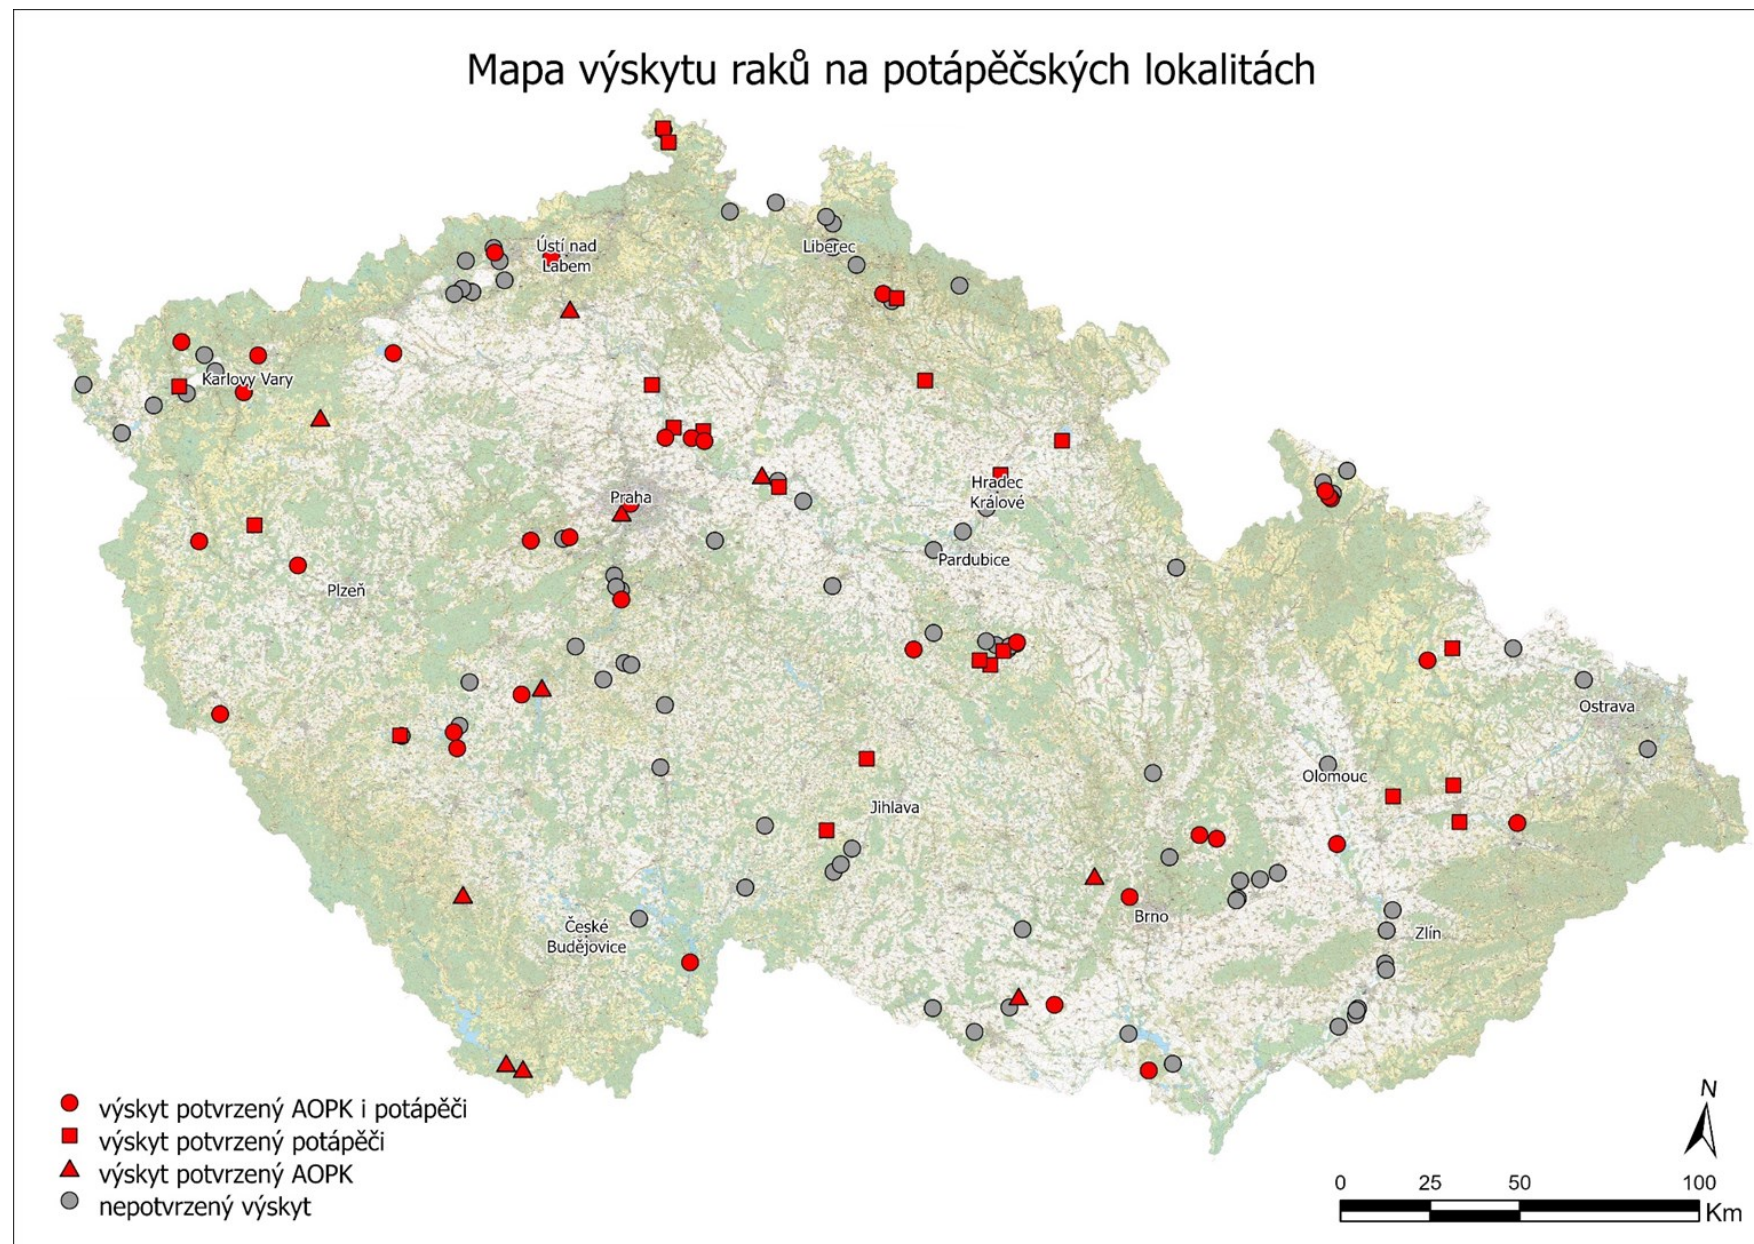 Mapa výskytu raků na potápěčských lokalitách
Ústí nad
Labem
Liberec
Karlovy Vary
Hradec
Králové
Praha
Pardubice
Plzeň
Ostrava
Olomouc
Jihlava
Brno
Zlín
České
Budějovice
N
výskyt potvrzený AOPK i potápěči
výskyt potvrzený potápěči
výskyt potvrzený AOPK
nepotvrzený výskyt
0 25 50 100
Km